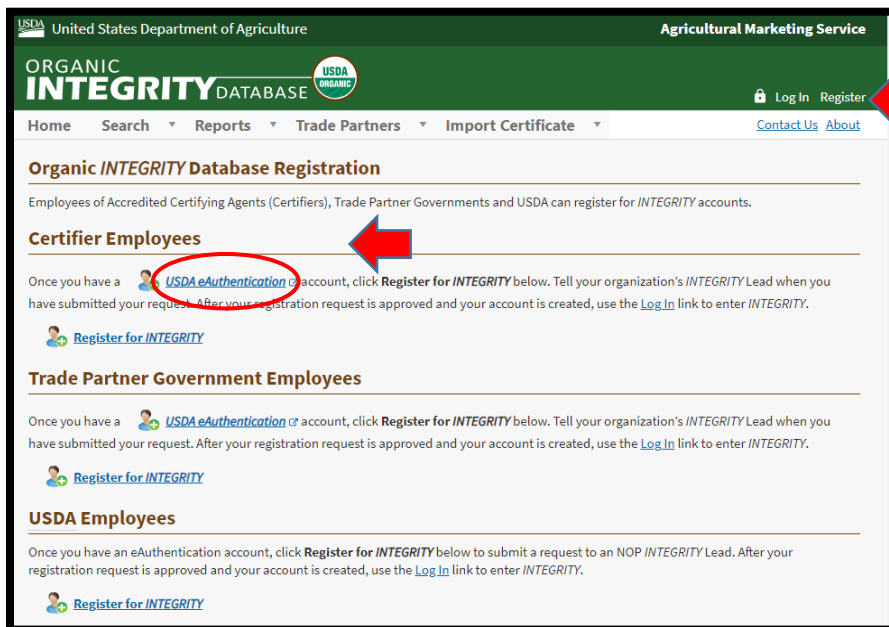 USDA United States Department of Agriculture Agricultural Marketing Service
ORGANIC
INTEGRITY DATABASE
USDA
ORGANIC
Log In Register
Home Search Reports Trade Partners Import Certificate Contact Us About
Organic INTEGRITY Database Registration
Employees of Accredited Certifying Agents (Certifiers), Trade Partner Governments and USDA can register for INTEGRITY accounts.
Certifier Employees
Once you have a USDA eAuthentication account, click Register for INTEGRITY below. Tell your organization's INTEGRITY Lead when you
have submitted your request. After your registration request is approved and your account is created, use the Log In link to enter INTEGRITY.
Register for INTEGRITY
Trade Partner Government Employees
Once you have a USDA eAuthentication account, click Register for INTEGRITY below. Tell your organization's INTEGRITY Lead when you
have submitted your request. After your registration request is approved and your account is created, use the Log In link to enter INTEGRITY.
Register for INTEGRITY
USDA Employees
Once you have an eAuthentication account, click Register for INTEGRITY below to submit a request to an NOP INTEGRITY Lead. After your
registration request is approved and your account is created, use the Log In link to enter INTEGRITY.
Register for INTEGRITY